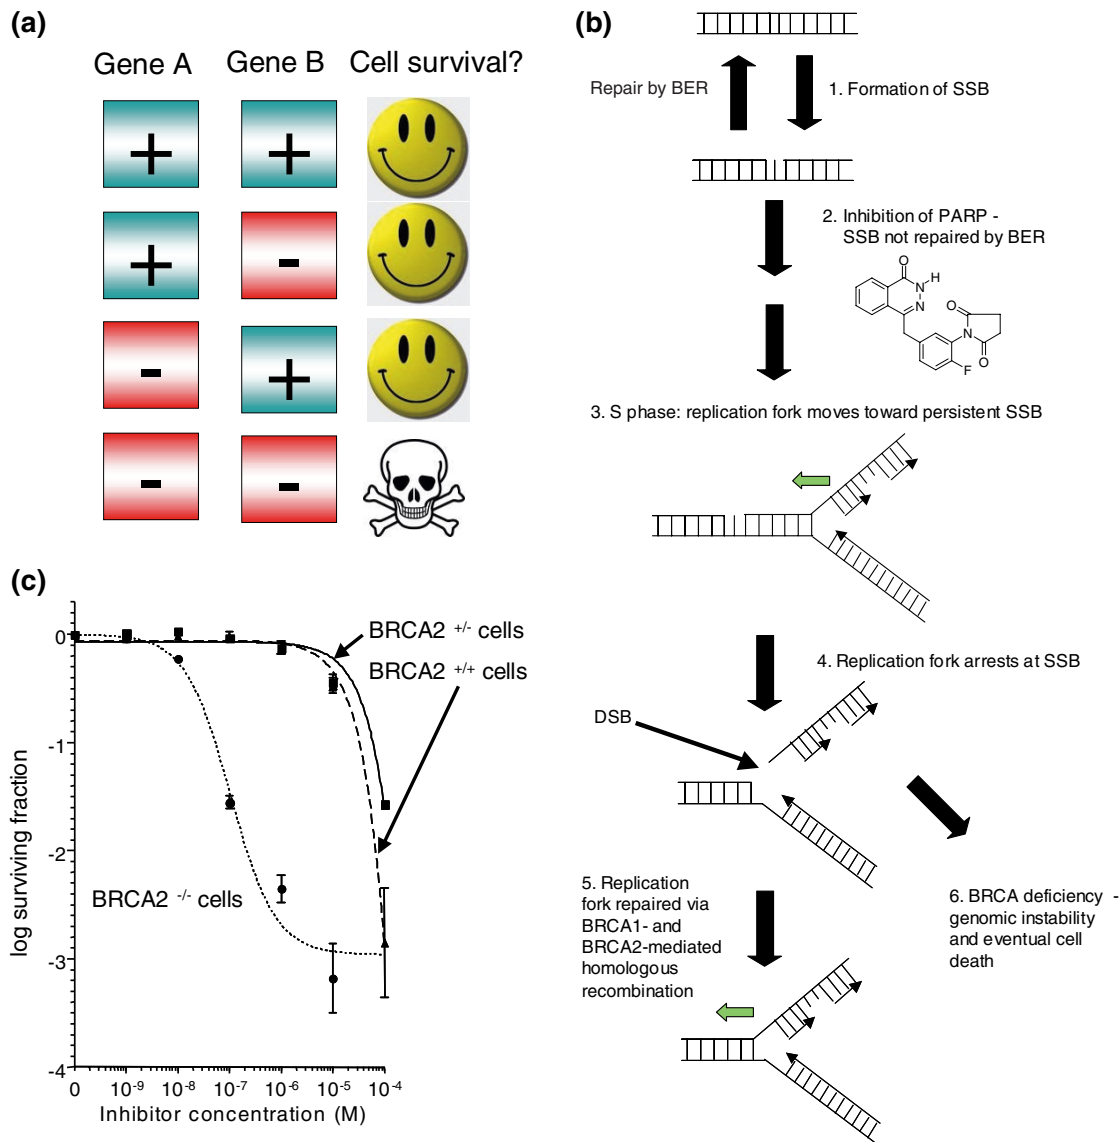 (a)
Gene A Gene B Cell survival?
+ +
+ -
- +
- -
(b)
Repair by BER
1. Formation of SSB
2. Inhibition of PARP -
SSB not repaired by BER
O
N
H
N
O
N
O
F
3. S phase: replication fork moves toward persistent SSB
4. Replication fork arrests at SSB
DSB
5. Replication
fork repaired via
BRCA1- and
BRCA2-mediated
homologous
recombination
6. BRCA deficiency -
genomic instability
and eventual cell
death
(c)
log surviving fraction
0
-1
-2
-3
-4
BRCA2 +/- cells
BRCA2 +/+ cells
BRCA2 -/- cells
0 10-9 10-8 10-7 10-6 10-5 10-4
Inhibitor concentration (M)